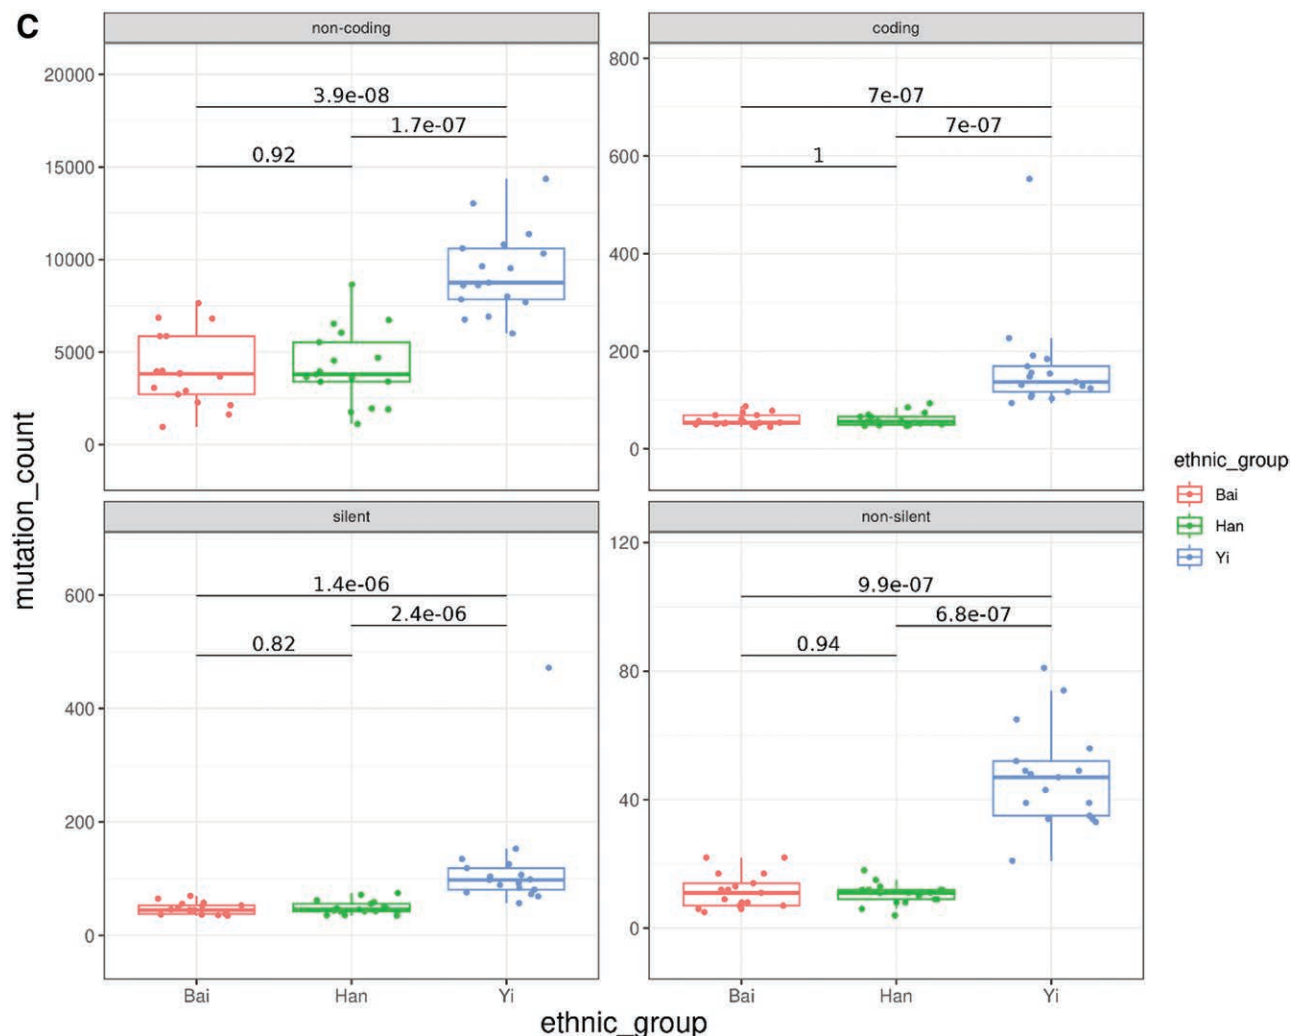 C
non-coding
coding
20000
15000
10000
5000
0
3.9e-08
1.7e-07
0.92
800
600
400
200
0
7e-07
7e-07
1
silent
non-silent
600
400
200
0
1.4e-06
2.4e-06
0.82
120
80
40
0
9.9e-07
6.8e-07
0.94
Bai Han Yi
Bai Han Yi
mutation_count
ethnic_group
ethnic_group
Bai
Han
Yi